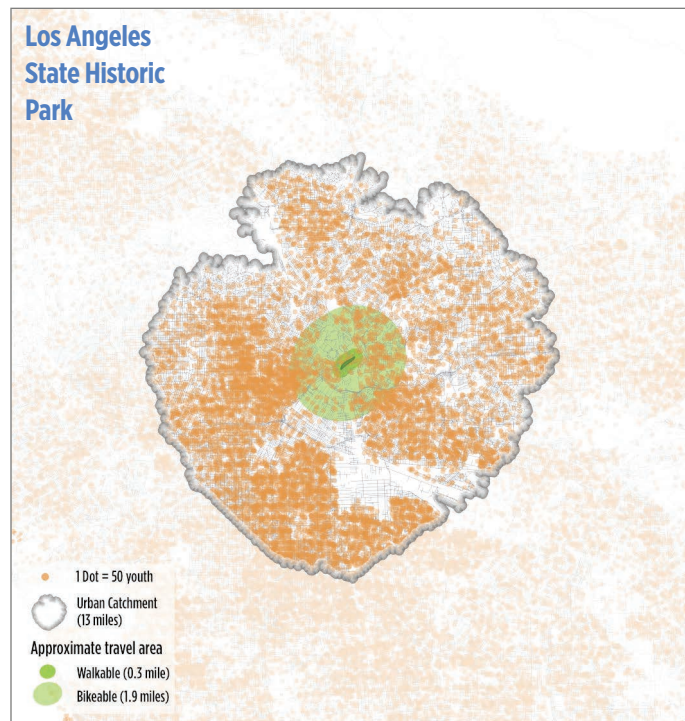 Los Angeles
State Historic
Park
1 Dot = 50 youth
Urban Catchment
(13 miles)
Approximate travel area
Walkable (0.3 mile)
Bikeable (1.9 miles)